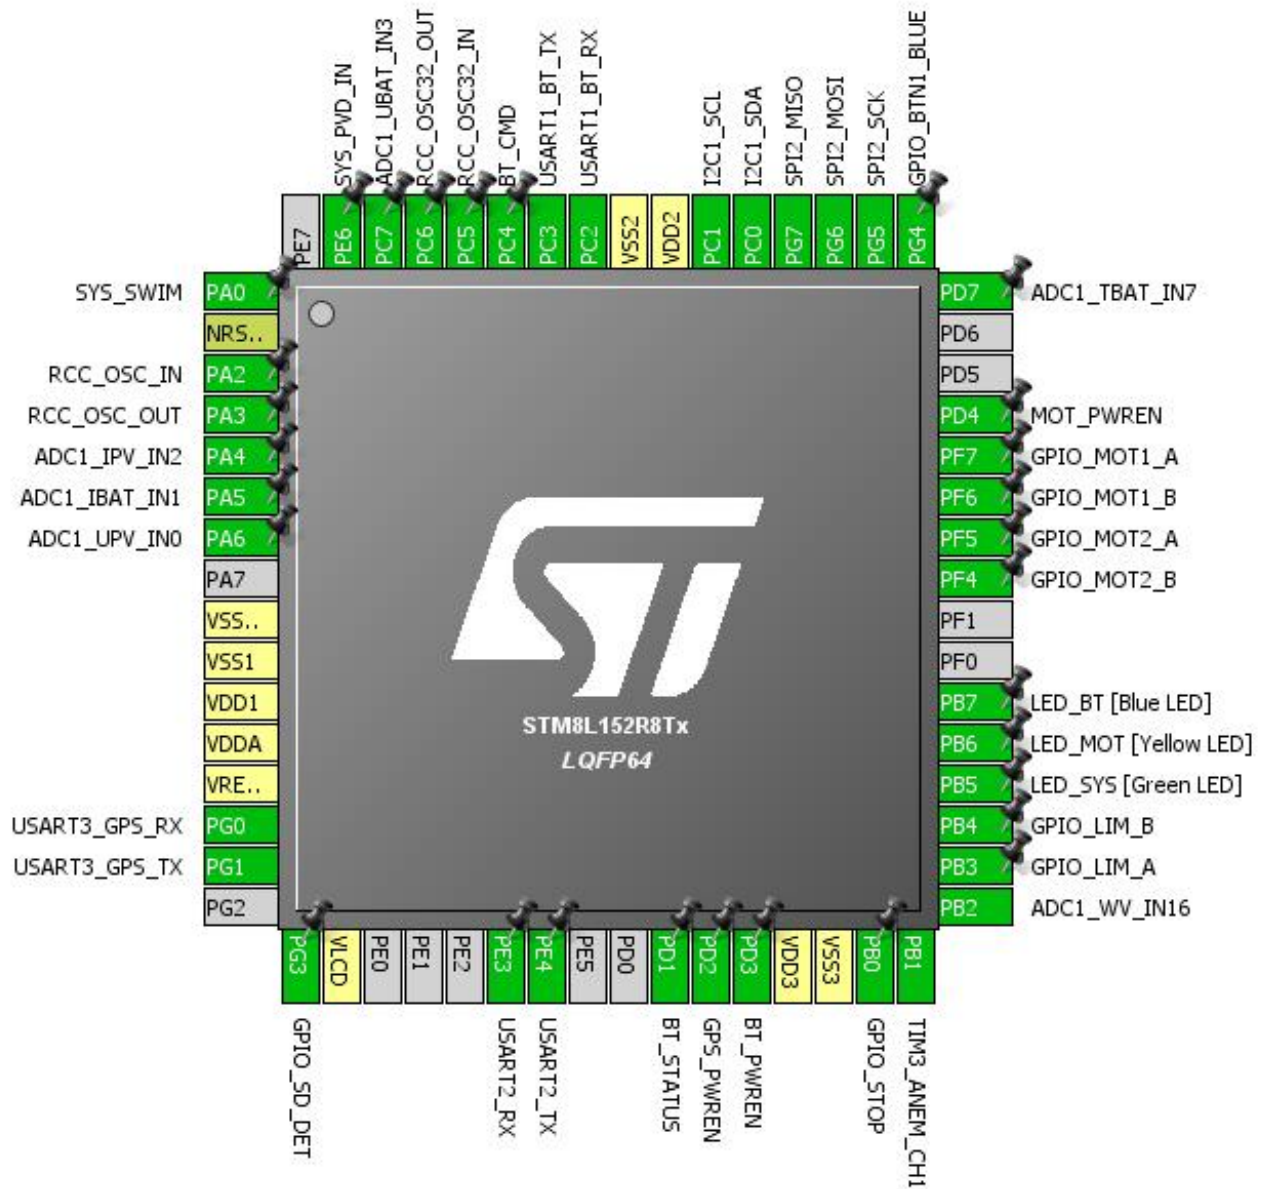 SYS_PVD_IN
ADC1_UBAT_IN3
RCC_OSC32_OUT
RCC_OSC32_IN
BT_CMD
USART1_BT_TX
USART1_BT_RX
I2C1_SCL
I2C1_SDA
SPI2_MISO
SPI2_MOSI
SPI2_SCK
GPIO_BTN1_BLUE
PE7
PE6
PC7
PC6
PC5
PC4
PC3
PC2
VSS2
VDD2
PC1
PC0
PG7
PG6
PG5
PG4
SYS_SWIM PA0
NRS..
RCC_OSC_IN PA2
RCC_OSC_OUT PA3
ADC1_IPV_IN2 PA4
ADC1_IBAT_IN1 PA5
ADC1_UPV_IN0 PA6
PA7
VSS..
VSS1
VDD1
VDDA
VRE..
USART3_GPS_RX PG0
USART3_GPS_TX PG1
PG2
ST
STM8L152R8Tx
LQFP64
PD7 ADC1_TBAT_IN7
PD6
PD5
PD4 MOT_PWREN
PF7 GPIO_MOT1_A
PF6 GPIO_MOT1_B
PF5 GPIO_MOT2_A
PF4 GPIO_MOT2_B
PF1
PF0
PB7 LED_BT [Blue LED]
PB6 LED_MOT [Yellow LED]
PB5 LED_SYS [Green LED]
PB4 GPIO_LIM_B
PB3 GPIO_LIM_A
PB2 ADC1_WV_IN16
PG3
VLCD
PE0
PE1
PE2
PE3
PE4
PE5
PD0
PD1
PD2
PD3
VDD3
VSS3
PB0
PB1
GPIO_SD_DET
USART2_RX
USART2_TX
BT_STATUS
GPS_PWREN
BT_PWREN
GPIO_STOP
TIM3_ANEM_CH1